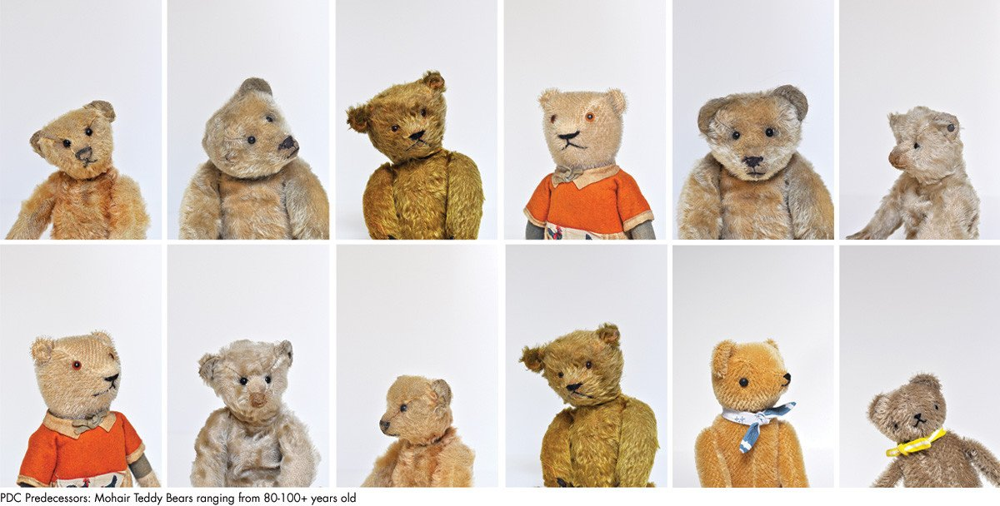 PDC Predecessors: Mohair Teddy Bears ranging from 80-100+ years old